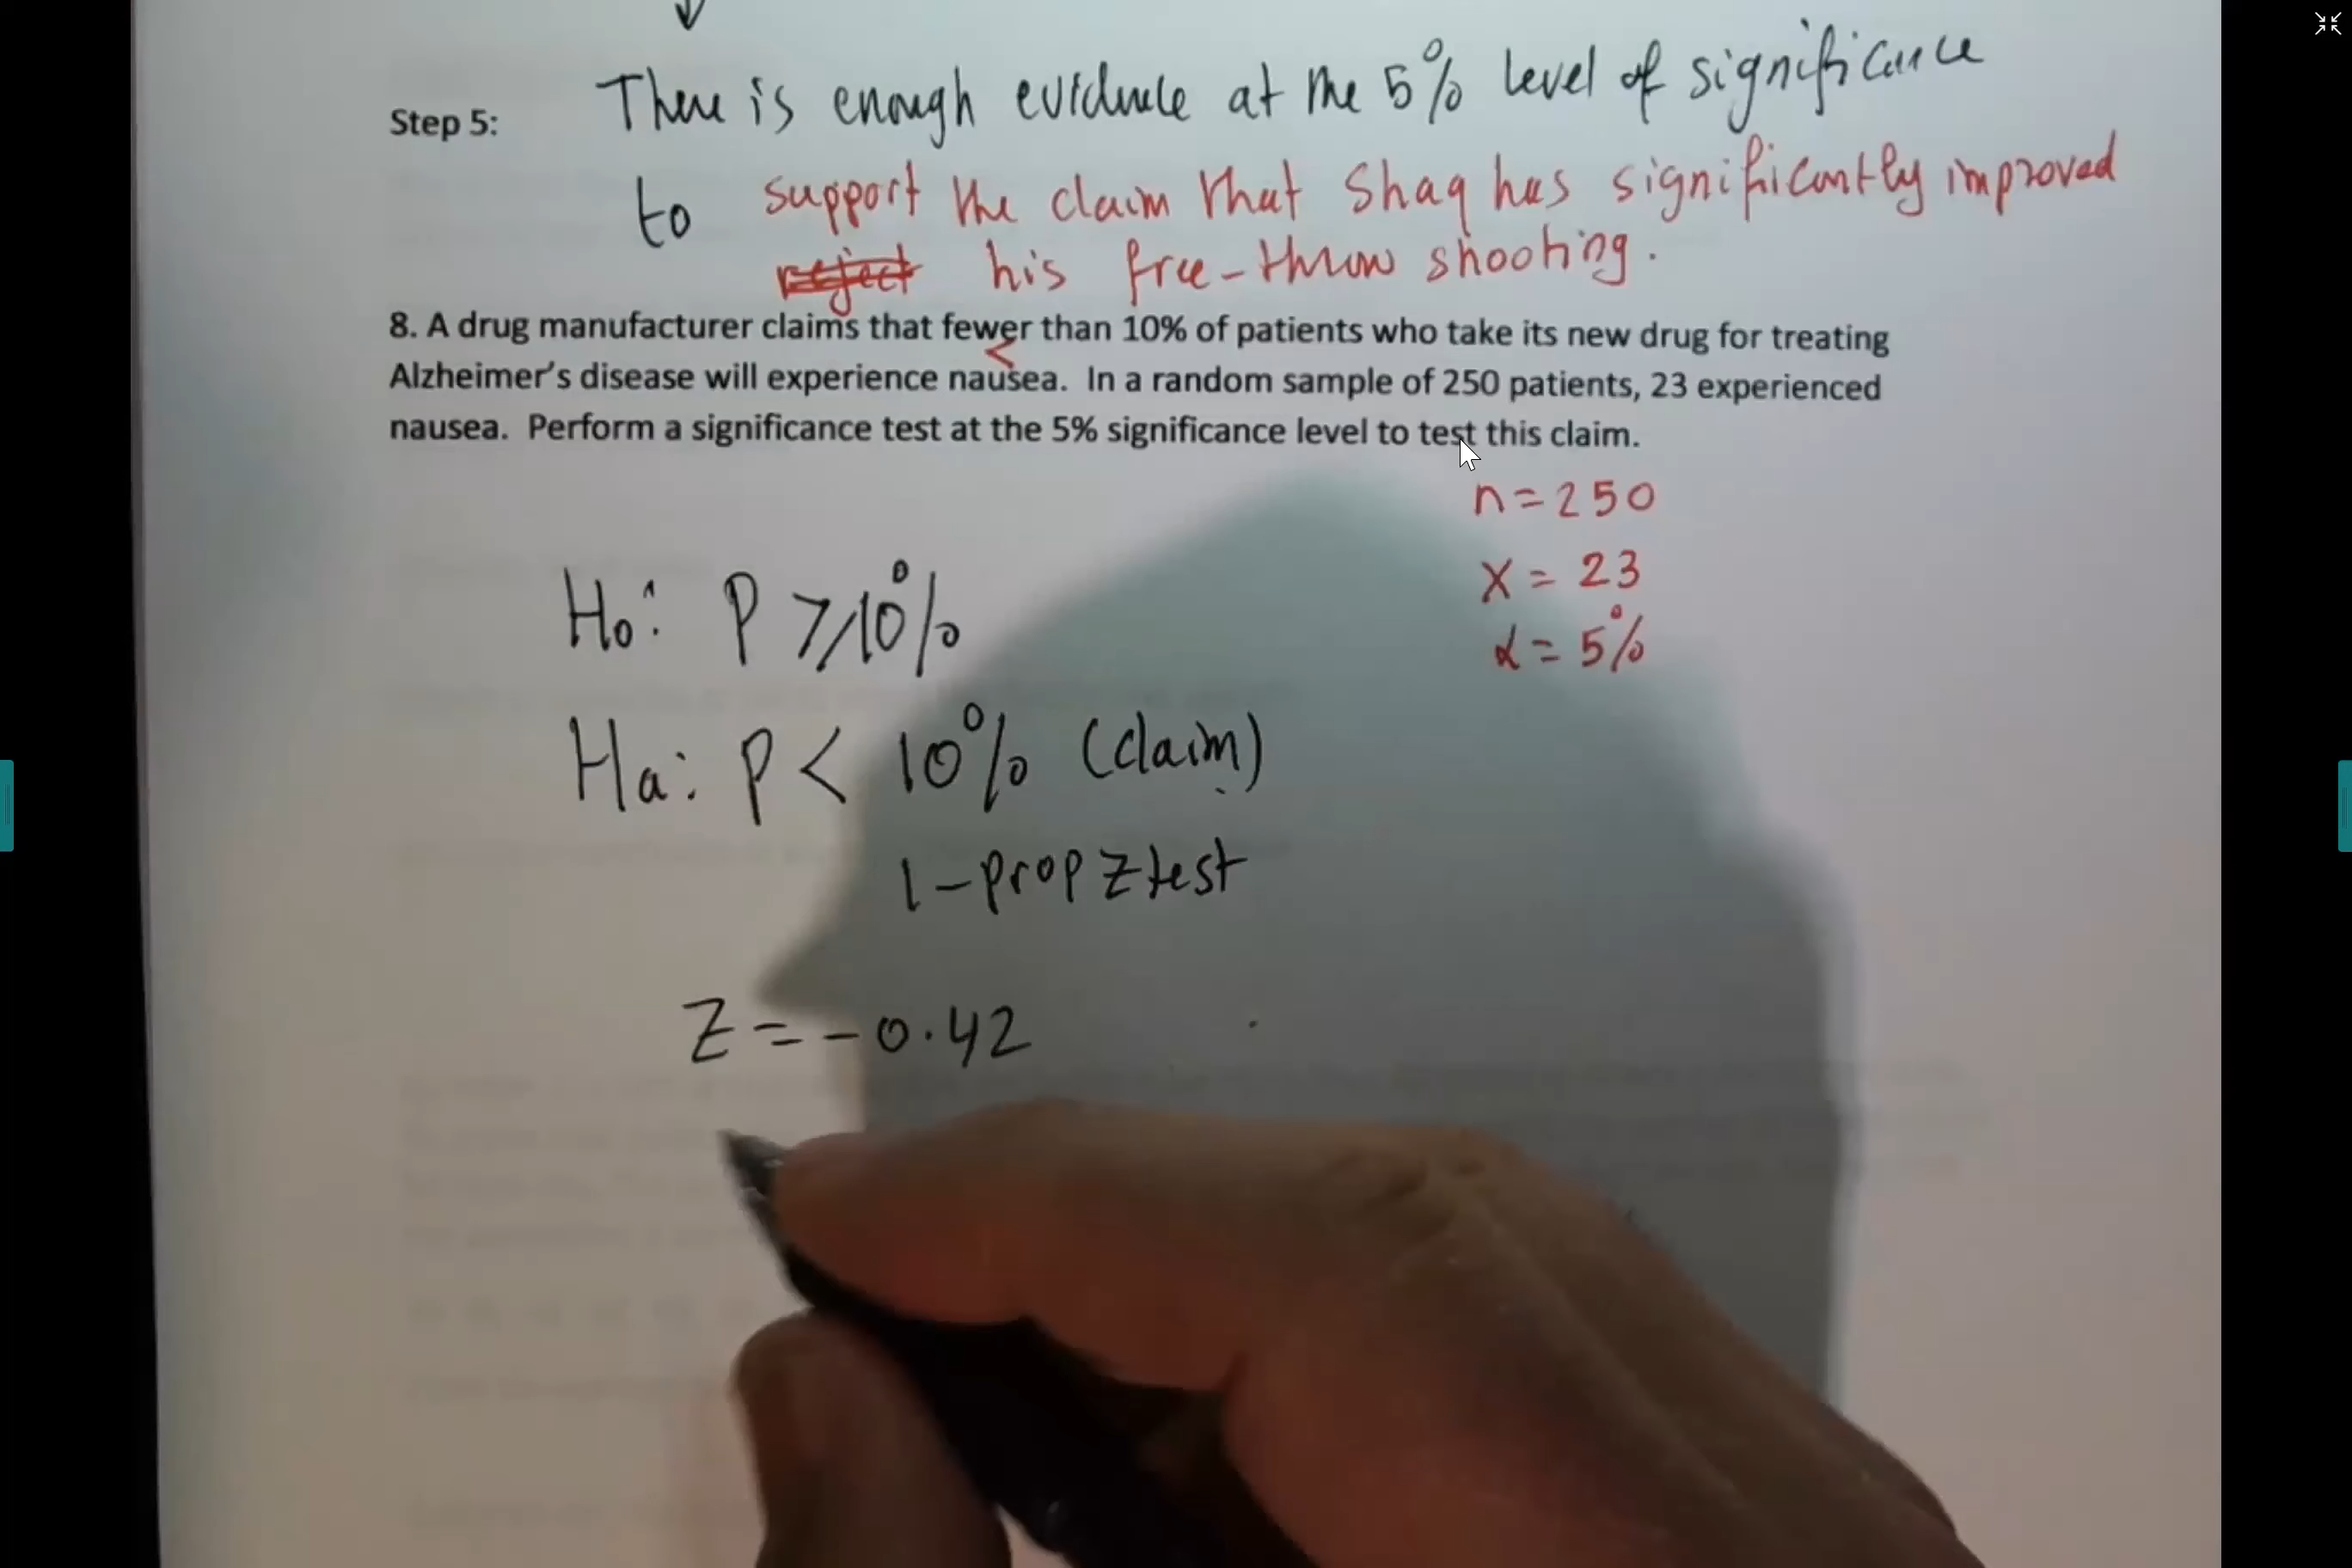 There is enough evidence at the 5% level of significance
Step 5:
to support the claim that Shaq has significantly improved
reject his free-throw shooting.
8. A drug manufacturer claims that fewer than 10% of patients who take its new drug for treating
<
Alzheimer's disease will experience nausea. In a random sample of 250 patients, 23 experienced
nausea. Perform a significance test at the 5% significance level to test this claim.
n = 250
x = 23
α = 5%
Ho: P ≥ 10%
Ha: P < 10% (claim)
1-prop Z test
Z = -0.42